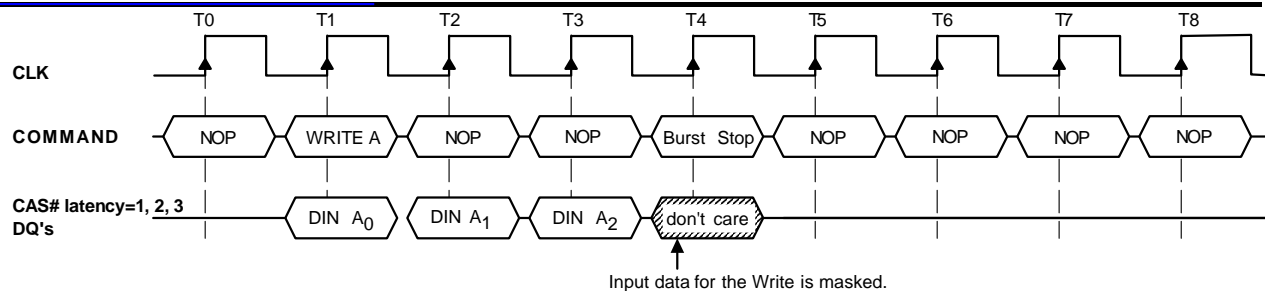 T0 T1 T2 T3 T4 T5 T6 T7 T8
CLK
COMMAND NOP WRITE A NOP NOP Burst Stop NOP NOP NOP NOP
CAS# latency=1, 2, 3
DQ's DIN A0 DIN A1 DIN A2 don't care
Input data for the Write is masked.